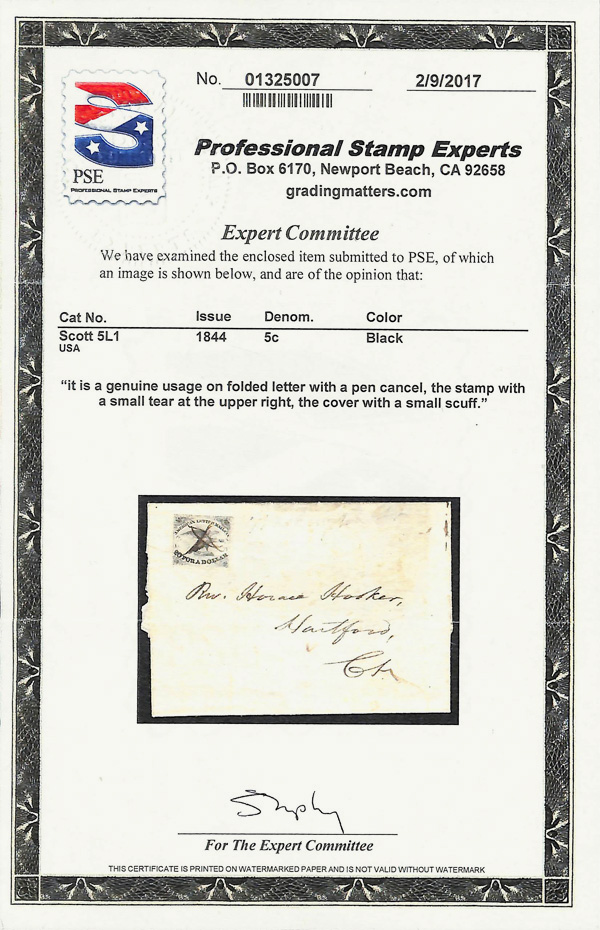 No. 01325007
2/9/2017
PSE
PROFESSIONAL STAMP EXPERTS
Professional Stamp Experts
P.O. Box 6170, Newport Beach, CA 92658
gradingmatters.com
Expert Committee
We have examined the enclosed item submitted to PSE, of which
an image is shown below, and are of the opinion that:
Cat No. Issue Denom. Color
Scott 5L1 1844 5c Black
USA
“it is a genuine usage on folded letter with a pen cancel, the stamp with
a small tear at the upper right, the cover with a small scuff.”
20 FOR A DOLLAR
Rev. Horace Hooker,
Hartford,
Ct.
For The Expert Committee
THIS CERTIFICATE IS PRINTED ON WATERMARKED PAPER AND IS NOT VALID WITHOUT WATERMARK